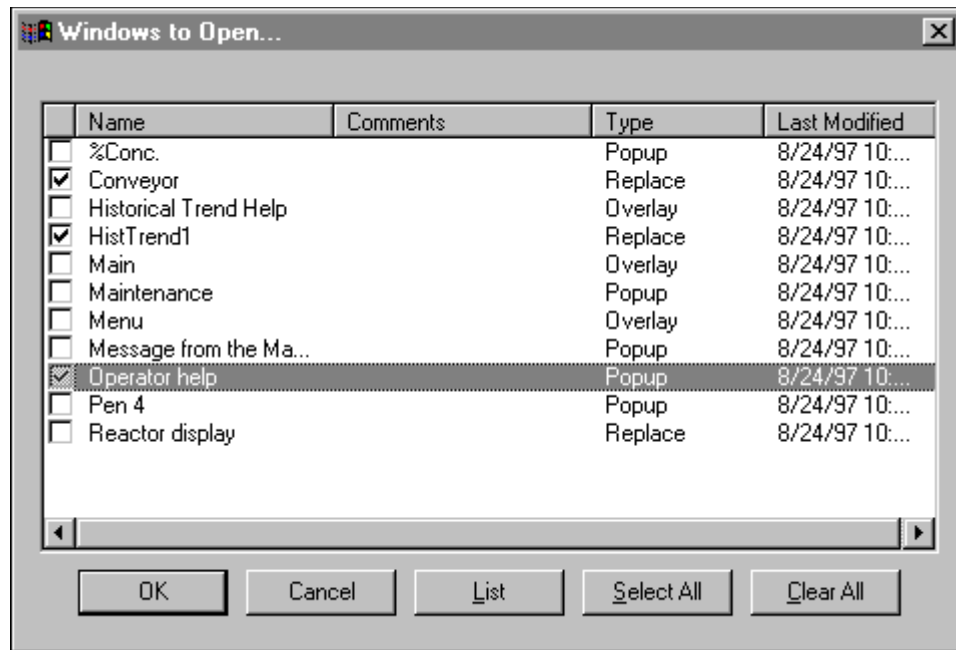 Windows to Open...
Name Comments Type Last Modified
%Conc. Popup 8/24/97 10:...
Conveyor Replace 8/24/97 10:...
Historical Trend Help Overlay 8/24/97 10:...
HistTrend1 Replace 8/24/97 10:...
Main Overlay 8/24/97 10:...
Maintenance Popup 8/24/97 10:...
Menu Overlay 8/24/97 10:...
Message from the Ma... Popup 8/24/97 10:...
Operator help Popup 8/24/97 10:...
Pen 4 Popup 8/24/97 10:...
Reactor display Replace 8/24/97 10:...
OK Cancel List Select All Clear All